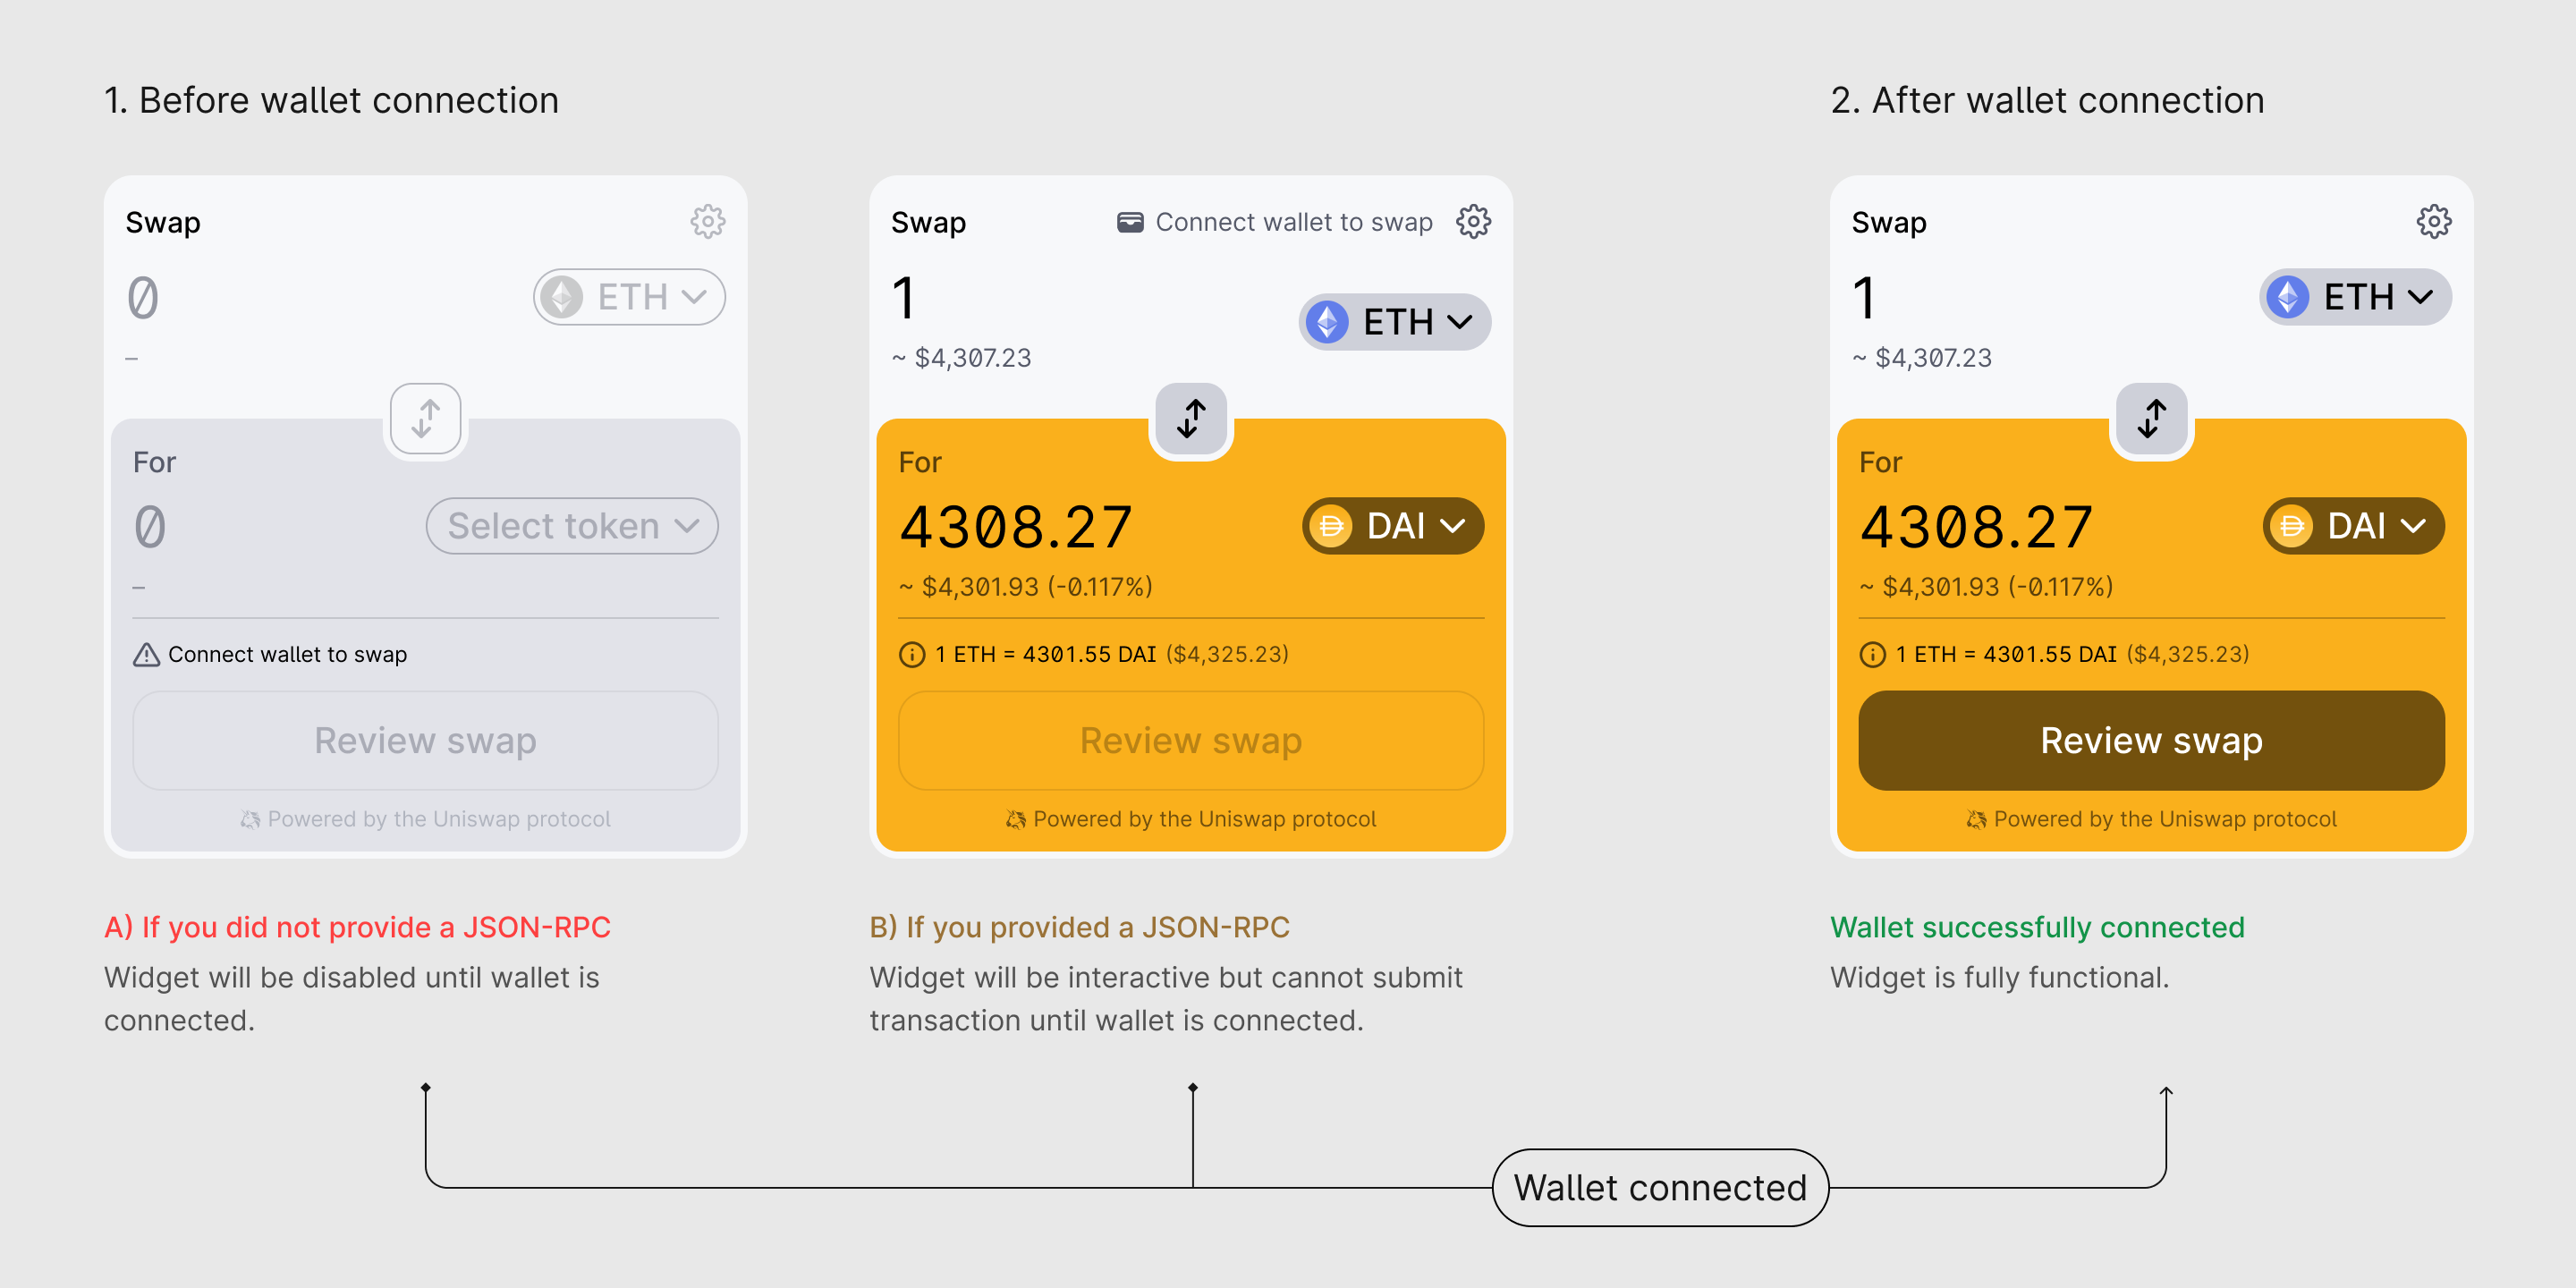 1. Before wallet connection
2. After wallet connection
Swap
0
ETH
–
For
0
Select token
–
Connect wallet to swap
Review swap
Powered by the Uniswap protocol
A) If you did not provide a JSON-RPC
Widget will be disabled until wallet is
connected.
Swap
Connect wallet to swap
1
ETH
~ $4,307.23
For
4308.27
DAI
~ $4,301.93 (-0.117%)
1 ETH = 4301.55 DAI ($4,325.23)
Review swap
Powered by the Uniswap protocol
B) If you provided a JSON-RPC
Widget will be interactive but cannot submit
transaction until wallet is connected.
Swap
1
ETH
~ $4,307.23
For
4308.27
DAI
~ $4,301.93 (-0.117%)
1 ETH = 4301.55 DAI ($4,325.23)
Review swap
Powered by the Uniswap protocol
Wallet successfully connected
Widget is fully functional.
Wallet connected